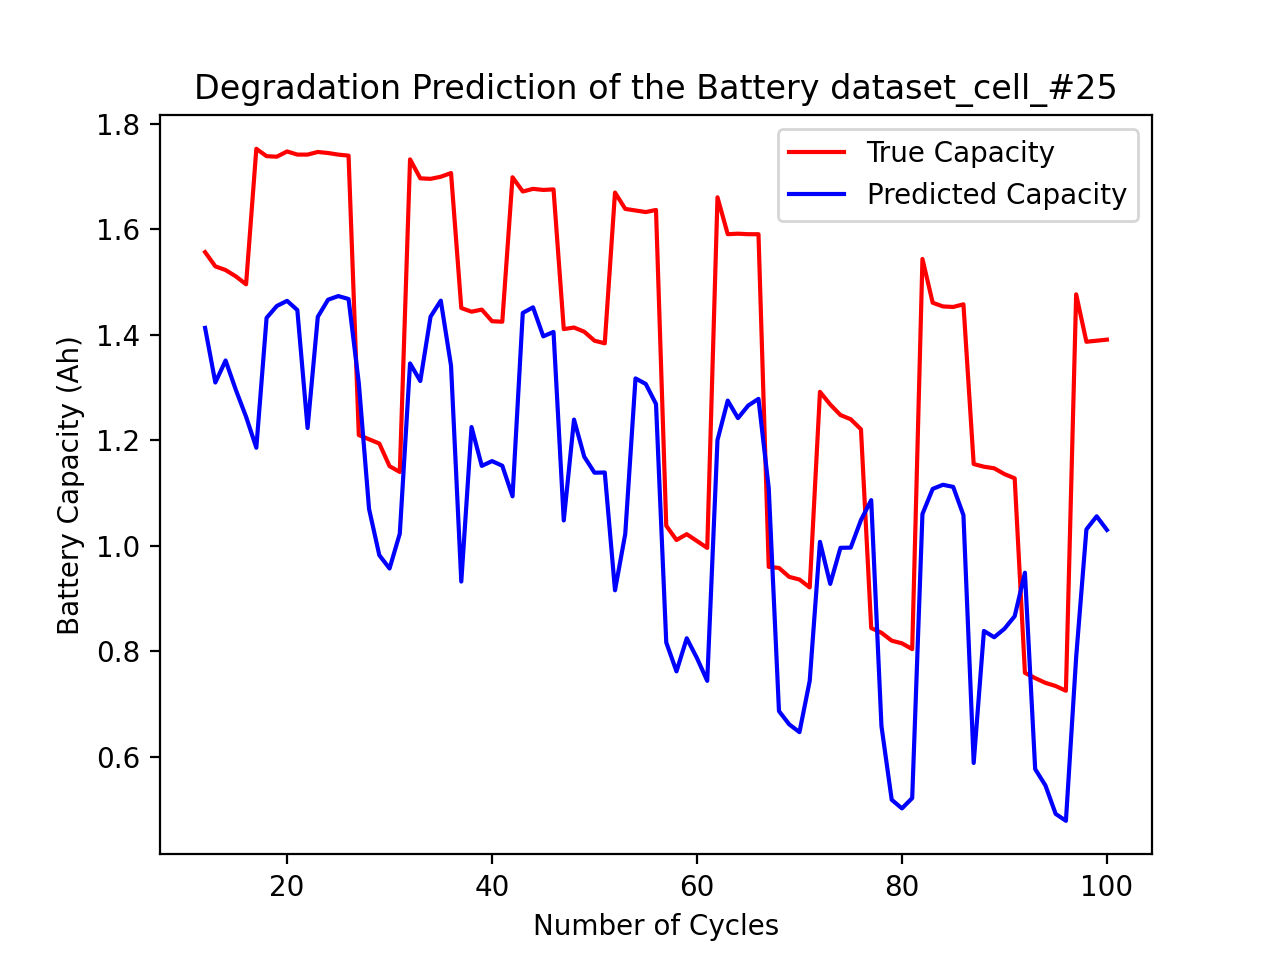 Degradation Prediction of the Battery dataset_cell_#25
True Capacity
Predicted Capacity
Battery Capacity (Ah)
1.8
1.6
1.4
1.2
1.0
0.8
0.6
20 40 60 80 100
Number of Cycles